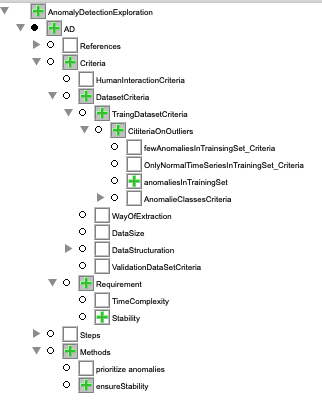 AnomalyDetectionExploration
AD
References
Criteria
HumanInteractionCriteria
DatasetCriteria
TraingDatasetCriteria
CititeriaOnOutliers
fewAnomaliesInTrainsingSet_Criteria
OnlyNormalTimeSeriesInTrainingSet_Criteria
anomaliesInTrainingSet
AnomalieClassesCriteria
WayOfExtraction
DataSize
DataStructuration
ValidationDataSetCriteria
Requirement
TimeComplexity
Stability
Steps
Methods
prioritize anomalies
ensureStability